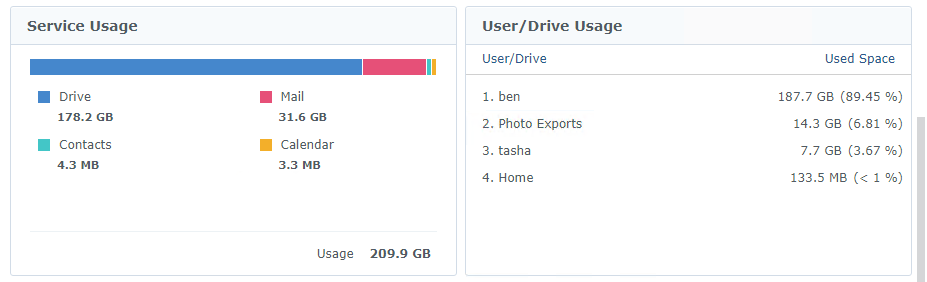 Service Usage
Drive
178.2 GB
Mail
31.6 GB
Contacts
4.3 MB
Calendar
3.3 MB
Usage 209.9 GB
User/Drive Usage
User/Drive Used Space
1. ben 187.7 GB (89.45 %)
2. Photo Exports 14.3 GB (6.81 %)
3. tasha 7.7 GB (3.67 %)
4. Home 133.5 MB (< 1 %)